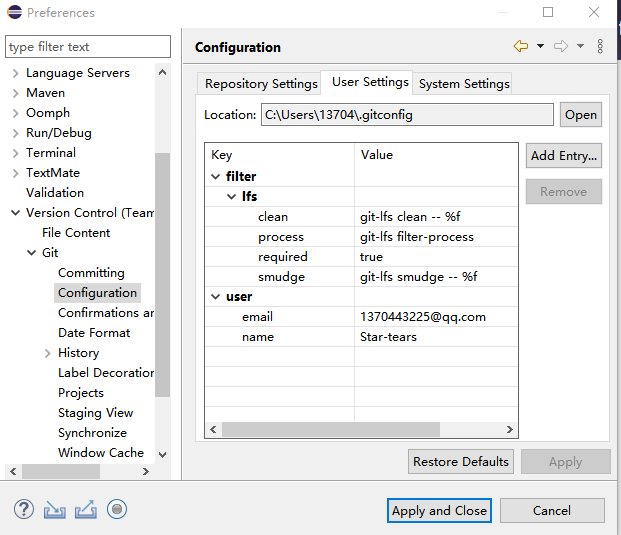 Preferences
type filter text
Language Servers
Maven
Oomph
Run/Debug
Terminal
TextMate
Validation
Version Control (Team
File Content
Git
Committing
Configuration
Confirmations an
Date Format
History
Label Decoration
Projects
Staging View
Synchronize
Window Cache
Configuration
Repository Settings User Settings System Settings
Location: C:\Users\13704\.gitconfig Open
Key Value
Add Entry...
Remove
filter
lfs
clean git-lfs clean -- %f
process git-lfs filter-process
required true
smudge git-lfs smudge -- %f
user
email 1370443225@qq.com
name Star-tears
Restore Defaults Apply
Apply and Close Cancel